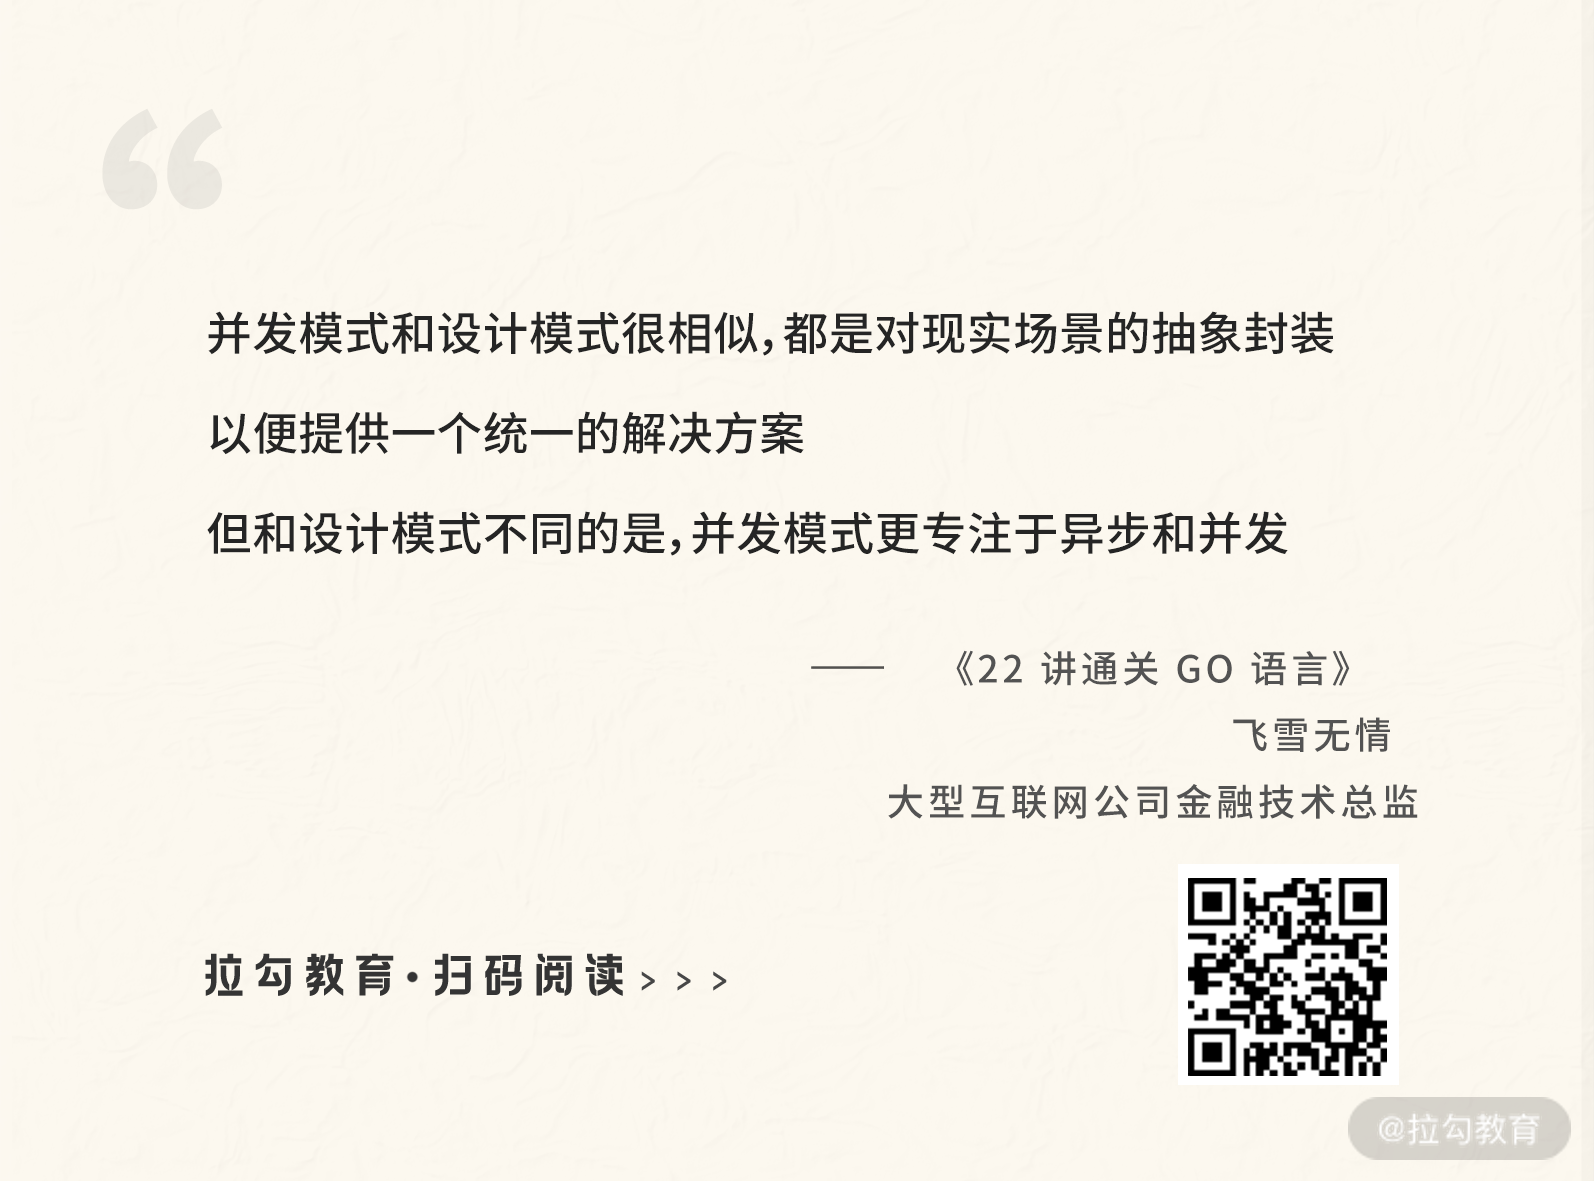 “
并发模式和设计模式很相似，都是对现实场景的抽象封装
以便提供一个统一的解决方案
但和设计模式不同的是，并发模式更专注于异步和并发
—— 《22 讲通关 GO 语言》
飞雪无情
大型互联网公司金融技术总监
拉勾教育·扫码阅读>>>
@拉勾教育